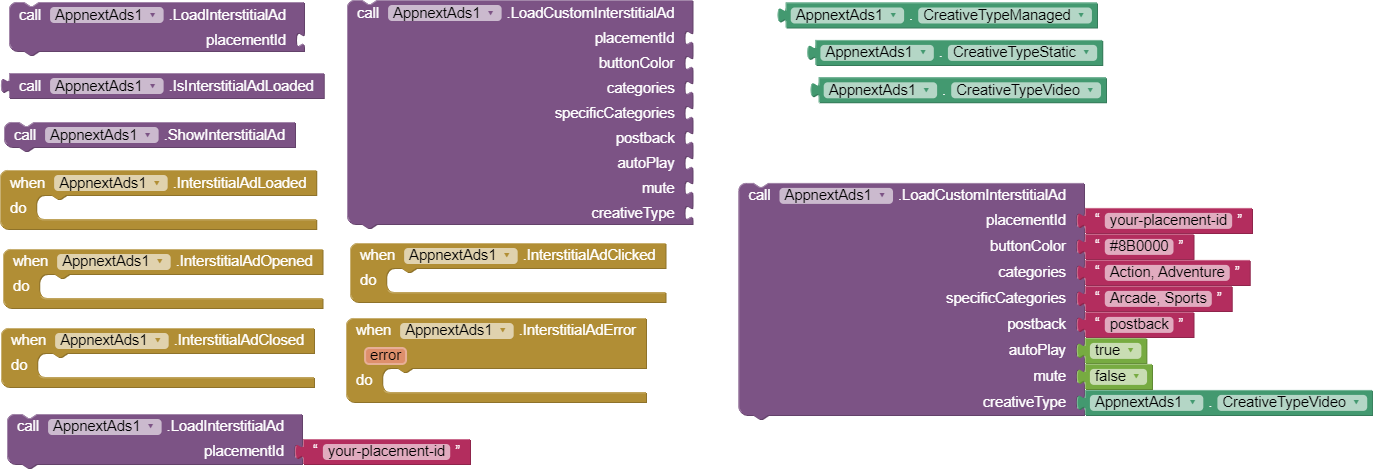 call AppnextAds1 .LoadInterstitialAd
placementId
call AppnextAds1 .IsInterstitialAdLoaded
call AppnextAds1 .ShowInterstitialAd
when AppnextAds1 .InterstitialAdLoaded
do
when AppnextAds1 .InterstitialAdOpened
do
when AppnextAds1 .InterstitialAdClosed
do
call AppnextAds1 .LoadInterstitialAd
placementId “ your-placement-id ”
call AppnextAds1 .LoadCustomInterstitialAd
placementId
buttonColor
categories
specificCategories
postback
autoPlay
mute
creativeType
when AppnextAds1 .InterstitialAdClicked
do
when AppnextAds1 .InterstitialAdError
error
do
AppnextAds1 . CreativeTypeManaged
AppnextAds1 . CreativeTypeStatic
AppnextAds1 . CreativeTypeVideo
call AppnextAds1 .LoadCustomInterstitialAd
placementId “ your-placement-id ”
buttonColor “ #8B0000 ”
categories “ Action, Adventure ”
specificCategories “ Arcade, Sports ”
postback “ postback ”
autoPlay true
mute false
creativeType AppnextAds1 . CreativeTypeVideo